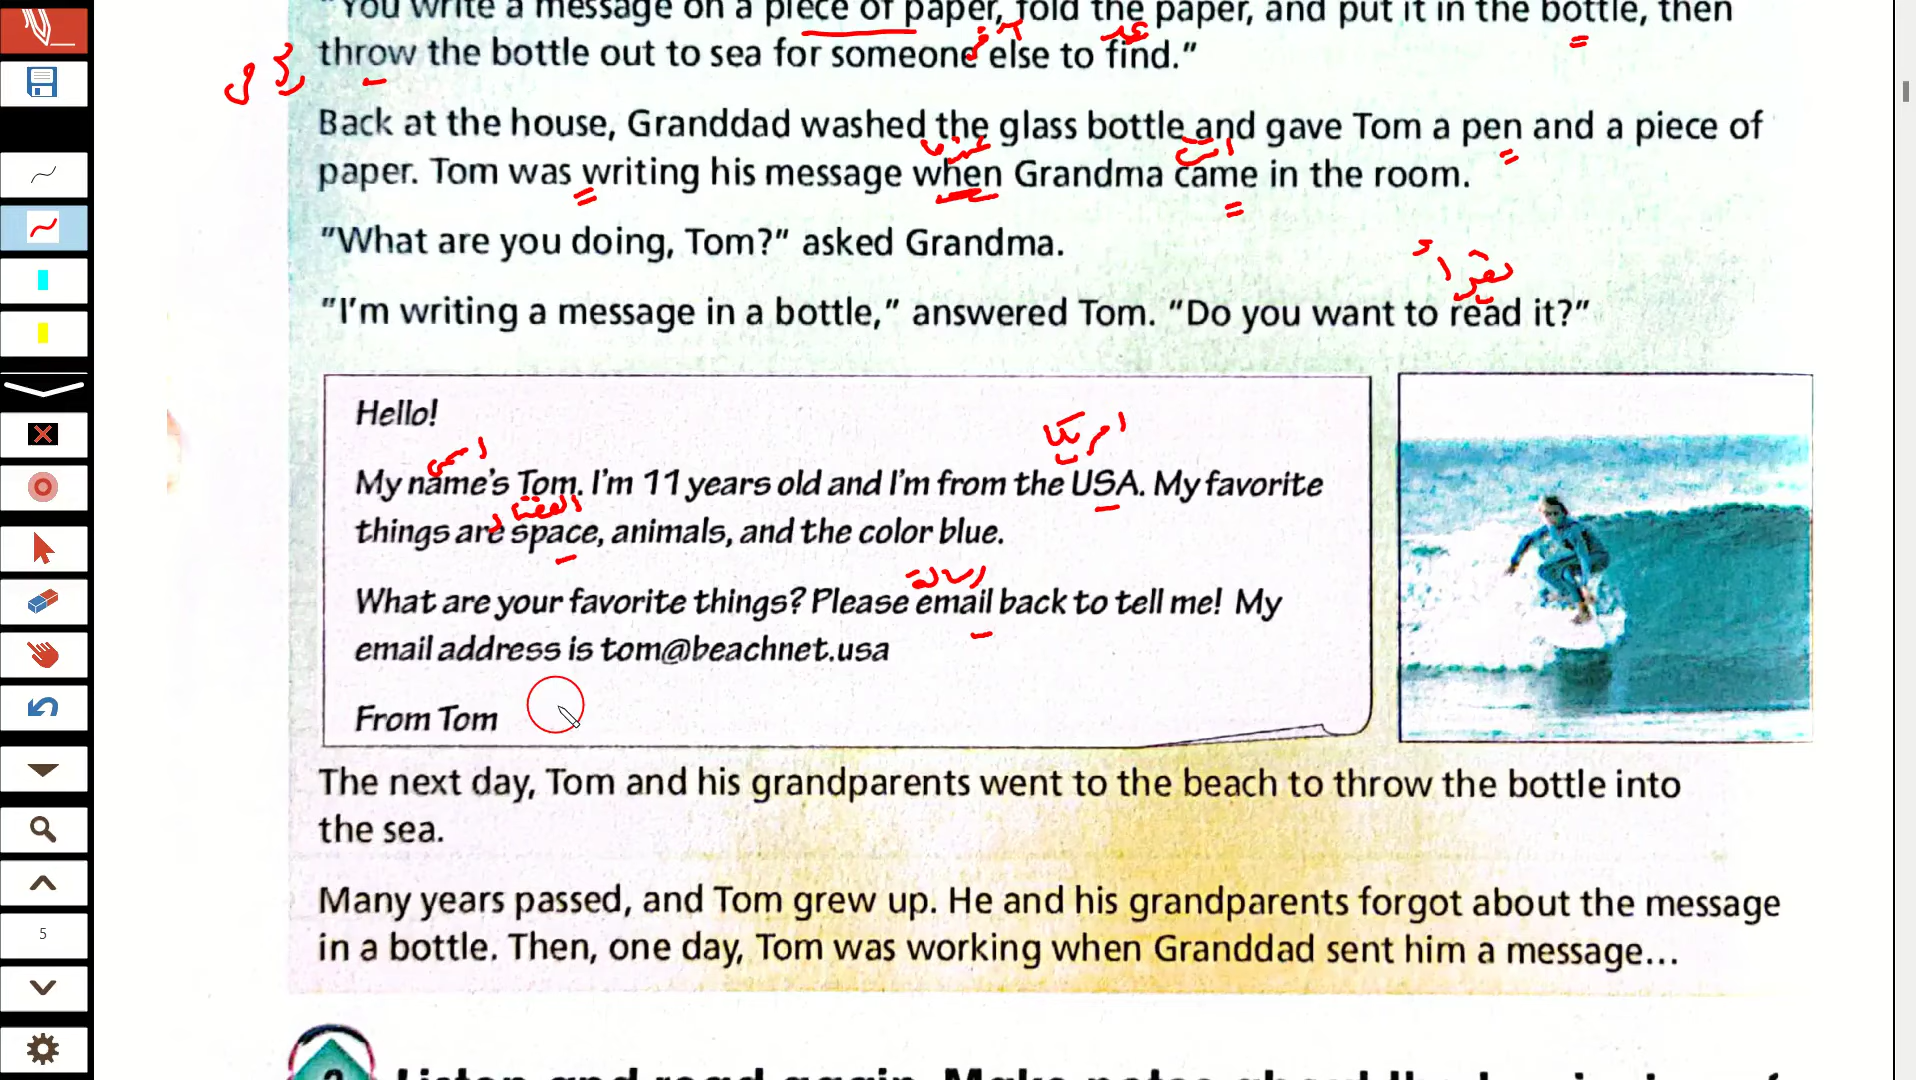 "You write a message on a piece of paper, fold the paper, and put it in the bottle, then
throw the bottle out to sea for someone else to find."
Back at the house, Granddad washed the glass bottle and gave Tom a pen and a piece of
عندما
paper. Tom was writing his message when Grandma came in the room.
"What are you doing, Tom?" asked Grandma.
"I'm writing a message in a bottle," answered Tom. "Do you want to read it?"
Hello!
امريكا
اسمي
My name's Tom. I'm 11 years old and I'm from the USA. My favorite
الفضاء
things are space, animals, and the color blue.
رسالة
What are your favorite things? Please email back to tell me! My
email address is tom@beachnet.usa
From Tom
The next day, Tom and his grandparents went to the beach to throw the bottle into
the sea.
Many years passed, and Tom grew up. He and his grandparents forgot about the message
in a bottle. Then, one day, Tom was working when Granddad sent him a message...
5